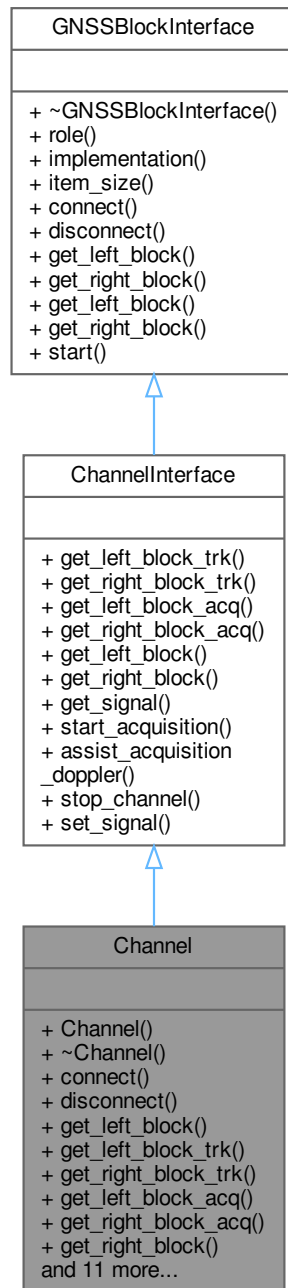 GNSSBlockInterface
+ ~GNSSBlockInterface()
+ role()
+ implementation()
+ item_size()
+ connect()
+ disconnect()
+ get_left_block()
+ get_right_block()
+ get_left_block()
+ get_right_block()
+ start()
ChannelInterface
+ get_left_block_trk()
+ get_right_block_trk()
+ get_left_block_acq()
+ get_right_block_acq()
+ get_left_block()
+ get_right_block()
+ get_signal()
+ start_acquisition()
+ assist_acquisition
_doppler()
+ stop_channel()
+ set_signal()
Channel
+ Channel()
+ ~Channel()
+ connect()
+ disconnect()
+ get_left_block()
+ get_left_block_trk()
+ get_right_block_trk()
+ get_left_block_acq()
+ get_right_block_acq()
+ get_right_block()
and 11 more...